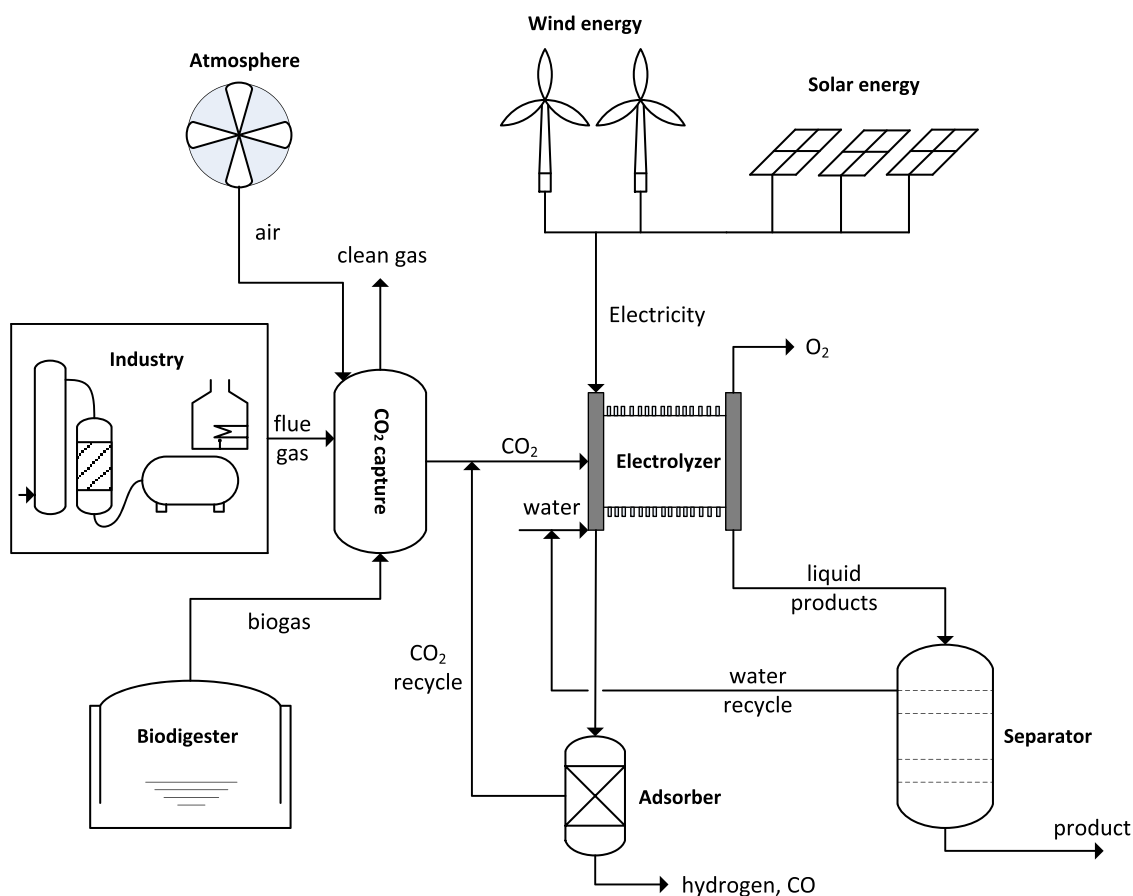 Wind energy
Atmosphere
Solar energy
air
clean gas
Electricity
O₂
Industry
flue
gas
CO₂ capture
CO₂
Electrolyzer
water
liquid
products
biogas
CO₂
recycle
water
recycle
Biodigester
Separator
Adsorber
product
hydrogen, CO